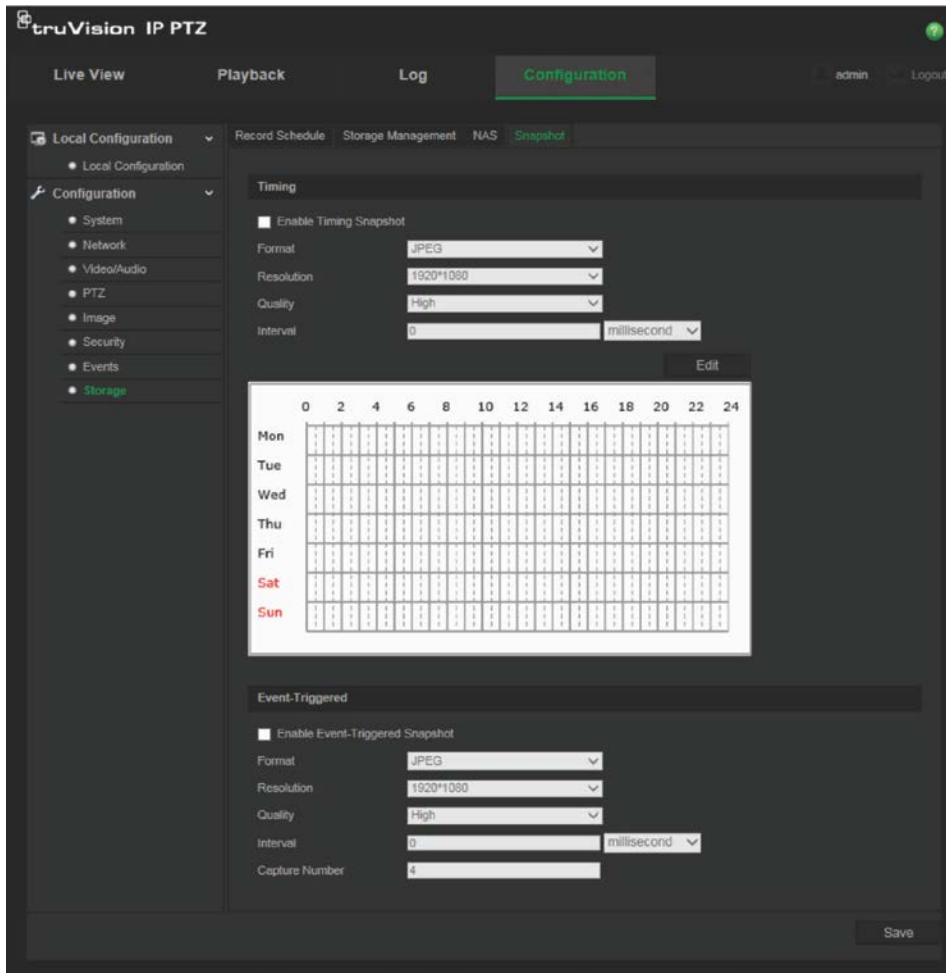 truVision IP PTZ
?
Live View Playback Log Configuration admin Logout
Local Configuration
Local Configuration
Configuration
System
Network
Video/Audio
PTZ
Image
Security
Events
Storage
Record Schedule Storage Management NAS Snapshot
Timing
Enable Timing Snapshot
Format JPEG
Resolution 1920*1080
Quality High
Interval 0 millisecond
Edit
0 2 4 6 8 10 12 14 16 18 20 22 24
Mon
Tue
Wed
Thu
Fri
Sat
Sun
Event-Triggered
Enable Event-Triggered Snapshot
Format JPEG
Resolution 1920*1080
Quality High
Interval 0 millisecond
Capture Number 4
Save